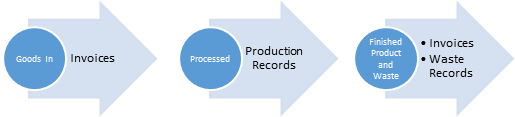 Goods In
Invoices
Processed
Production
Records
Finished
Product
and
Waste
• Invoices
• Waste
Records